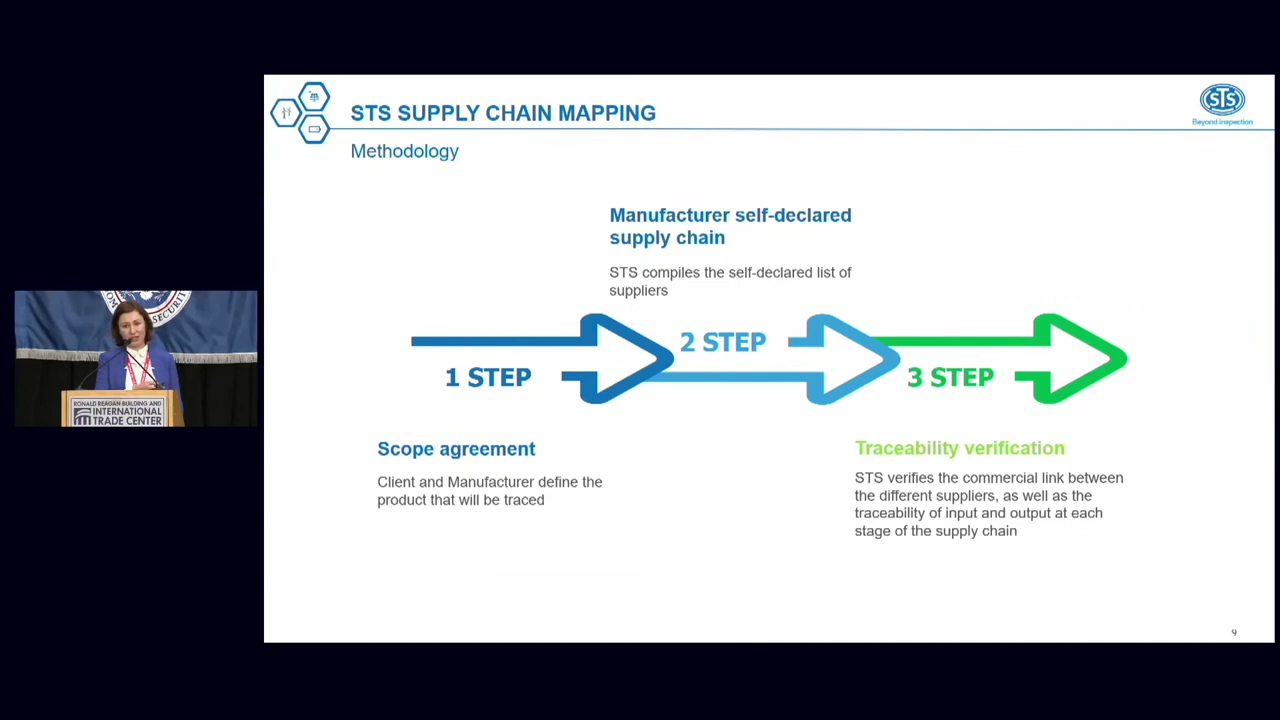 STS SUPPLY CHAIN MAPPING
STS
Beyond Inspection
Methodology
Manufacturer self-declared
supply chain
STS compiles the self-declared list of
suppliers
1 STEP
2 STEP
3 STEP
Scope agreement
Client and Manufacturer define the
product that will be traced
Traceability verification
STS verifies the commercial link between
the different suppliers, as well as the
traceability of input and output at each
stage of the supply chain
9
SECURITY
RONALD REAGAN BUILDING AND
INTERNATIONAL
TRADE CENTER